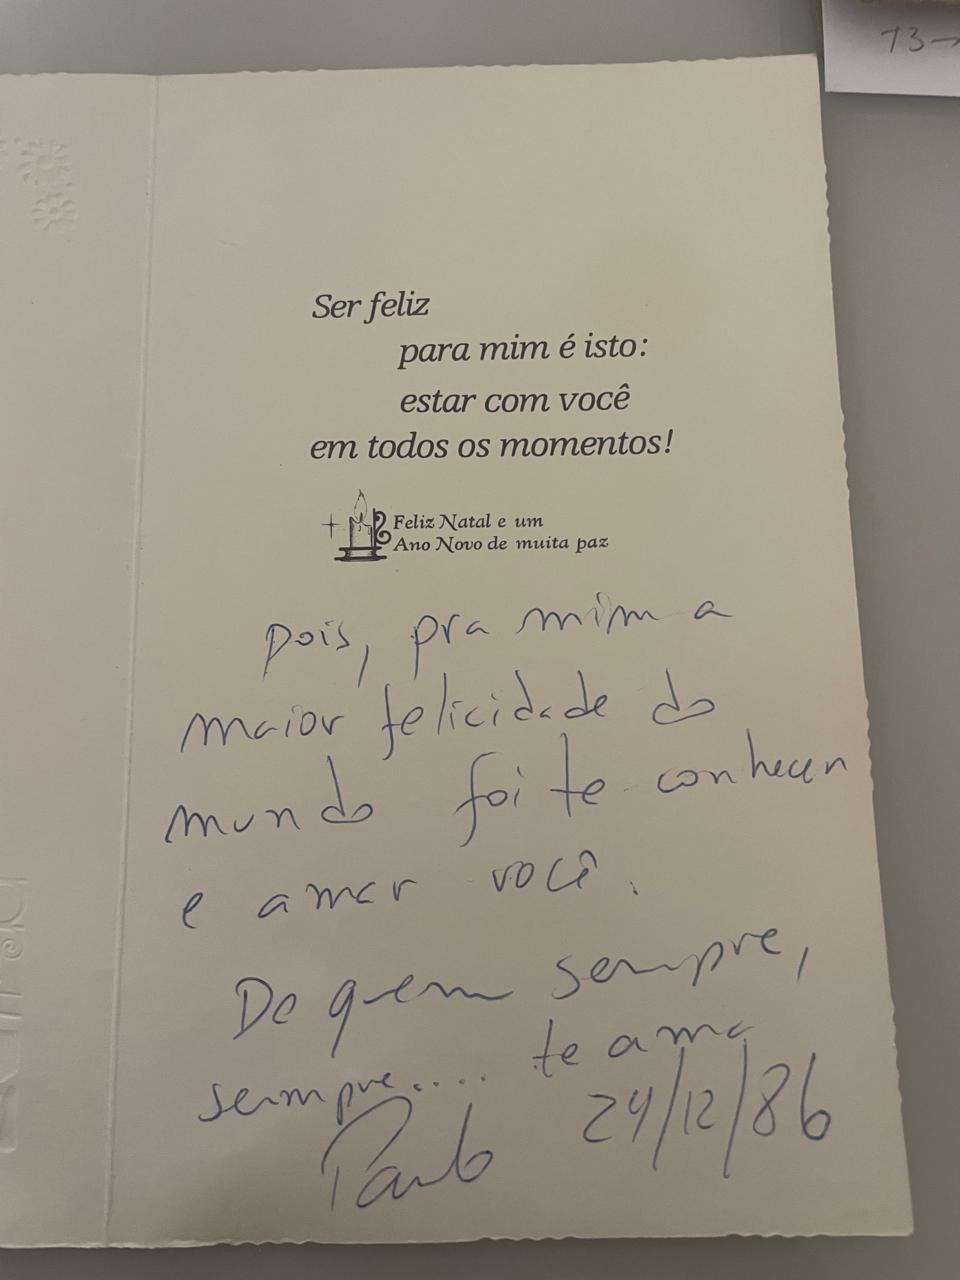 73→
Ser feliz
para mim é isto:
estar com você
em todos os momentos!
Feliz Natal e um
Ano Novo de muita paz
Pois, pra mim a
maior felicidade do
mundo foi te conhecer
e amar você.
De quem sempre,
sempre.... te ama
Paulo 24/12/86